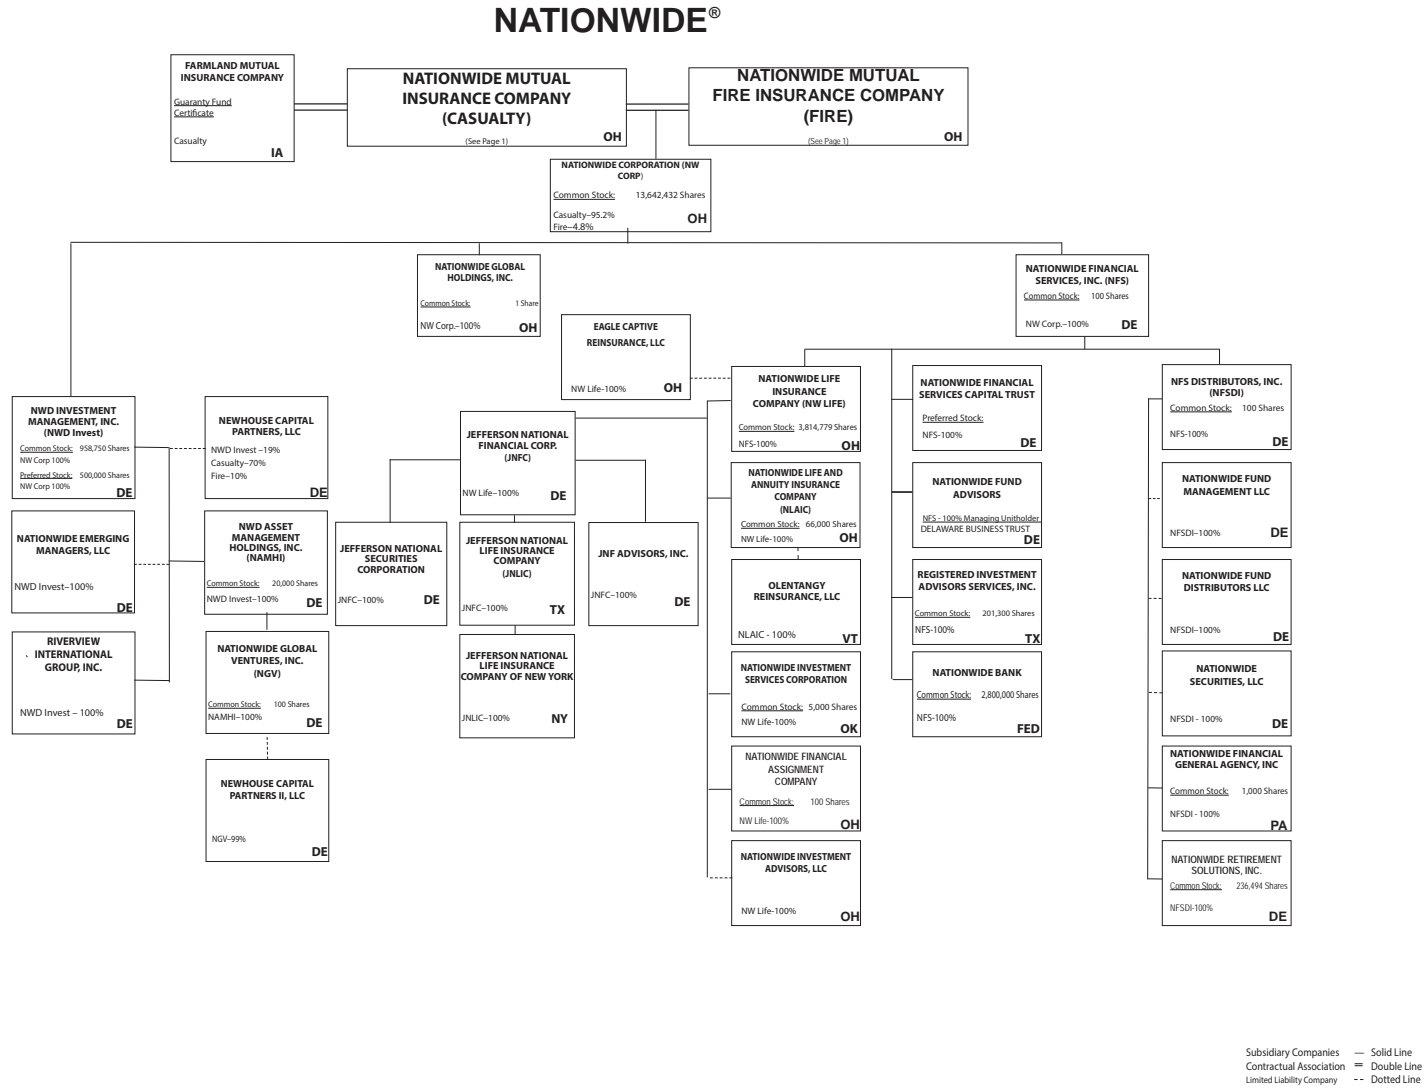 NATIONWIDE®
FARMLAND MUTUAL
INSURANCE COMPANY
Guaranty Fund
Certificate
Casualty
IA
NATIONWIDE MUTUAL
INSURANCE COMPANY
(CASUALTY)
(See Page 1)
OH
NATIONWIDE MUTUAL
FIRE INSURANCE COMPANY
(FIRE)
(See Page 1)
OH
NATIONWIDE CORPORATION (NW
CORP)
Common Stock: 13,642,432 Shares
Casualty–95.2%
Fire–4.8%
OH
NATIONWIDE GLOBAL
HOLDINGS, INC.
Common Stock: 1 Share
NW Corp.–100%
OH
NATIONWIDE FINANCIAL
SERVICES, INC. (NFS)
Common Stock: 100 Shares
NW Corp.–100%
DE
EAGLE CAPTIVE
REINSURANCE, LLC
NW Life-100%
OH
NWD INVESTMENT
MANAGEMENT, INC.
(NWD Invest)
Common Stock: 958,750 Shares
NW Corp 100%
Preferred Stock: 500,000 Shares
NW Corp 100%
DE
NEWHOUSE CAPITAL
PARTNERS, LLC
NWD Invest –19%
Casualty–70%
Fire–10%
DE
NATIONWIDE EMERGING
MANAGERS, LLC
NWD Invest–100%
DE
NWD ASSET
MANAGEMENT
HOLDINGS, INC.
(NAMHI)
Common Stock: 20,000 Shares
NWD Invest–100%
DE
RIVERVIEW
INTERNATIONAL
GROUP, INC.
NWD Invest – 100%
DE
NATIONWIDE GLOBAL
VENTURES, INC.
(NGV)
Common Stock: 100 Shares
NAMHI–100%
DE
NEWHOUSE CAPITAL
PARTNERS II, LLC
NGV–99%
DE
JEFFERSON NATIONAL
FINANCIAL CORP.
(JNFC)
NW Life–100%
DE
JEFFERSON NATIONAL
SECURITIES
CORPORATION
JNFC–100%
DE
JEFFERSON NATIONAL
LIFE INSURANCE
COMPANY
(JNLIC)
JNFC–100%
TX
JNF ADVISORS, INC.
JNFC–100%
DE
JEFFERSON NATIONAL
LIFE INSURANCE
COMPANY OF NEW YORK
JNLIC–100%
NY
NATIONWIDE LIFE
INSURANCE
COMPANY (NW LIFE)
Common Stock: 3,814,779 Shares
NFS-100%
OH
NATIONWIDE LIFE AND
ANNUITY INSURANCE
COMPANY
(NLAIC)
Common Stock: 66,000 Shares
NW Life-100%
OH
OLENTANGY
REINSURANCE, LLC
NLAIC - 100%
VT
NATIONWIDE INVESTMENT
SERVICES CORPORATION
Common Stock: 5,000 Shares
NW Life-100%
OK
NATIONWIDE FINANCIAL
ASSIGNMENT
COMPANY
Common Stock: 100 Shares
NW Life-100%
OH
NATIONWIDE INVESTMENT
ADVISORS, LLC
NW Life-100%
OH
NATIONWIDE FINANCIAL
SERVICES CAPITAL TRUST
Preferred Stock:
NFS-100%
DE
NATIONWIDE FUND
ADVISORS
NFS - 100% Managing Unitholder
DELAWARE BUSINESS TRUST
DE
REGISTERED INVESTMENT
ADVISORS SERVICES, INC.
Common Stock: 201,300 Shares
NFS-100%
TX
NATIONWIDE BANK
Common Stock: 2,800,000 Shares
NFS-100%
FED
NFS DISTRIBUTORS, INC.
(NFSDI)
Common Stock: 100 Shares
NFS-100%
DE
NATIONWIDE FUND
MANAGEMENT LLC
NFSDI–100%
DE
NATIONWIDE FUND
DISTRIBUTORS LLC
NFSDI–100%
DE
NATIONWIDE
SECURITIES, LLC
NFSDI - 100%
DE
NATIONWIDE FINANCIAL
GENERAL AGENCY, INC
Common Stock: 1,000 Shares
NFSDI - 100%
PA
NATIONWIDE RETIREMENT
SOLUTIONS, INC.
Common Stock: 236,494 Shares
NFSDI-100%
DE
Subsidiary Companies — Solid Line
Contractual Association = Double Line
Limited Liability Company -- Dotted Line